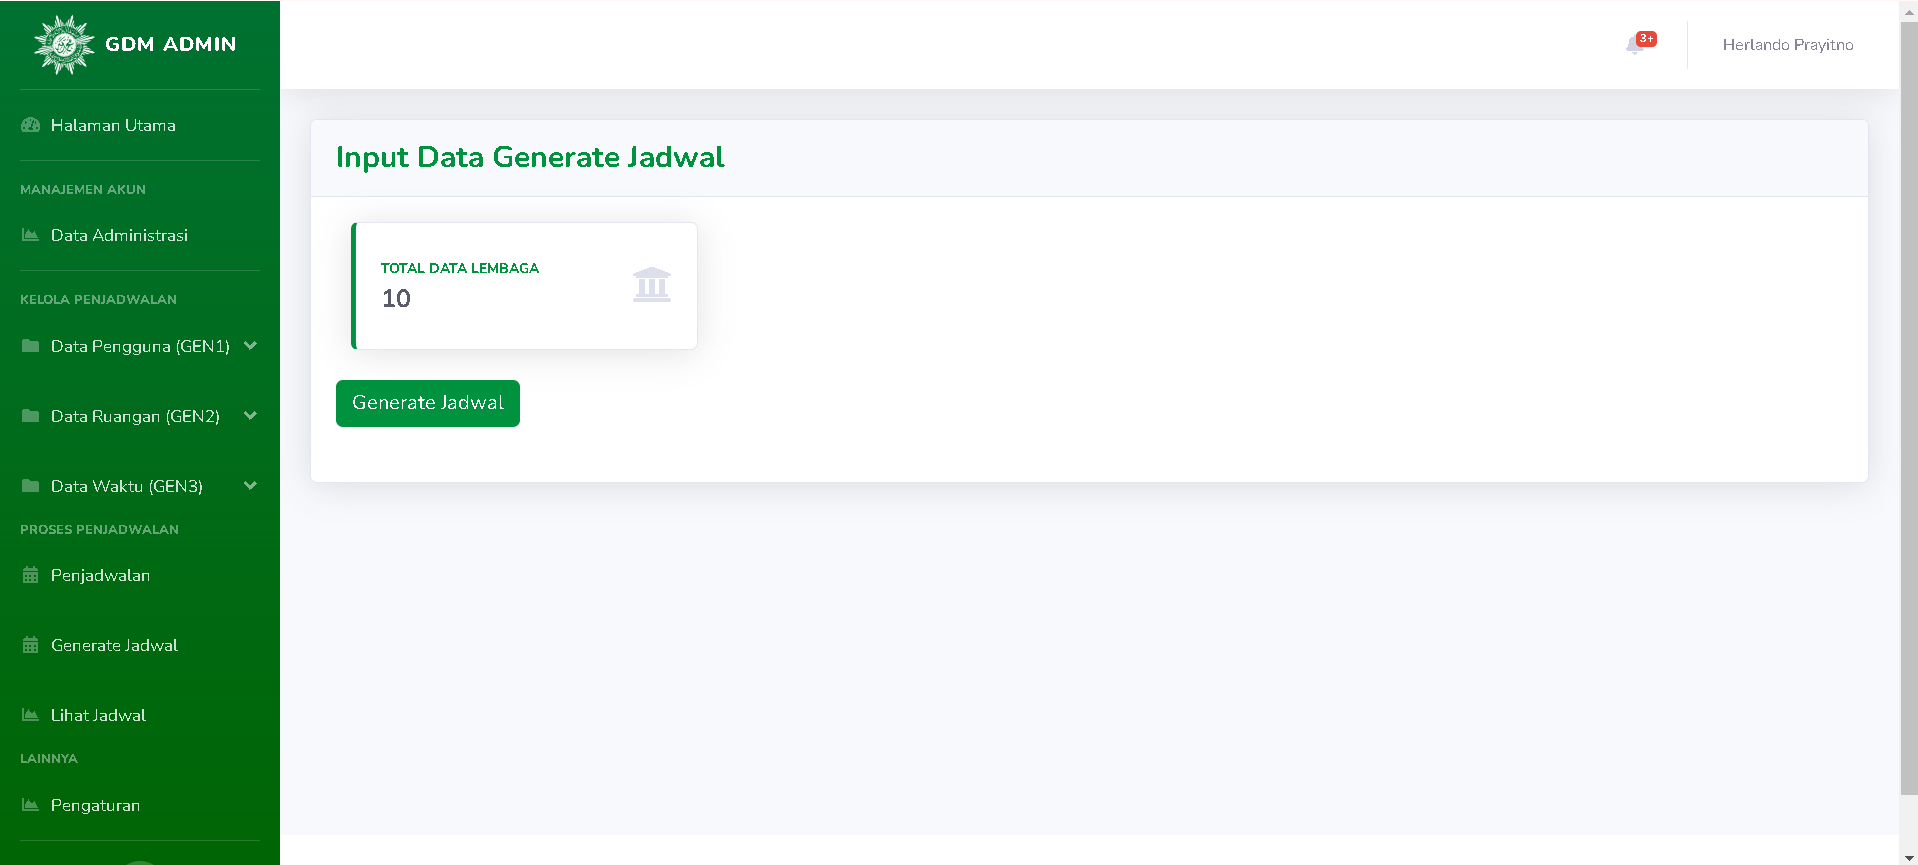 GDM ADMIN
Halaman Utama
MANAJEMEN AKUN
Data Administrasi
KELOLA PENJADWALAN
Data Pengguna (GEN1)
Data Ruangan (GEN2)
Data Waktu (GEN3)
PROSES PENJADWALAN
Penjadwalan
Generate Jadwal
Lihat Jadwal
LAINNYA
Pengaturan
3+
Herlando Prayitno
Input Data Generate Jadwal
TOTAL DATA LEMBAGA
10
Generate Jadwal